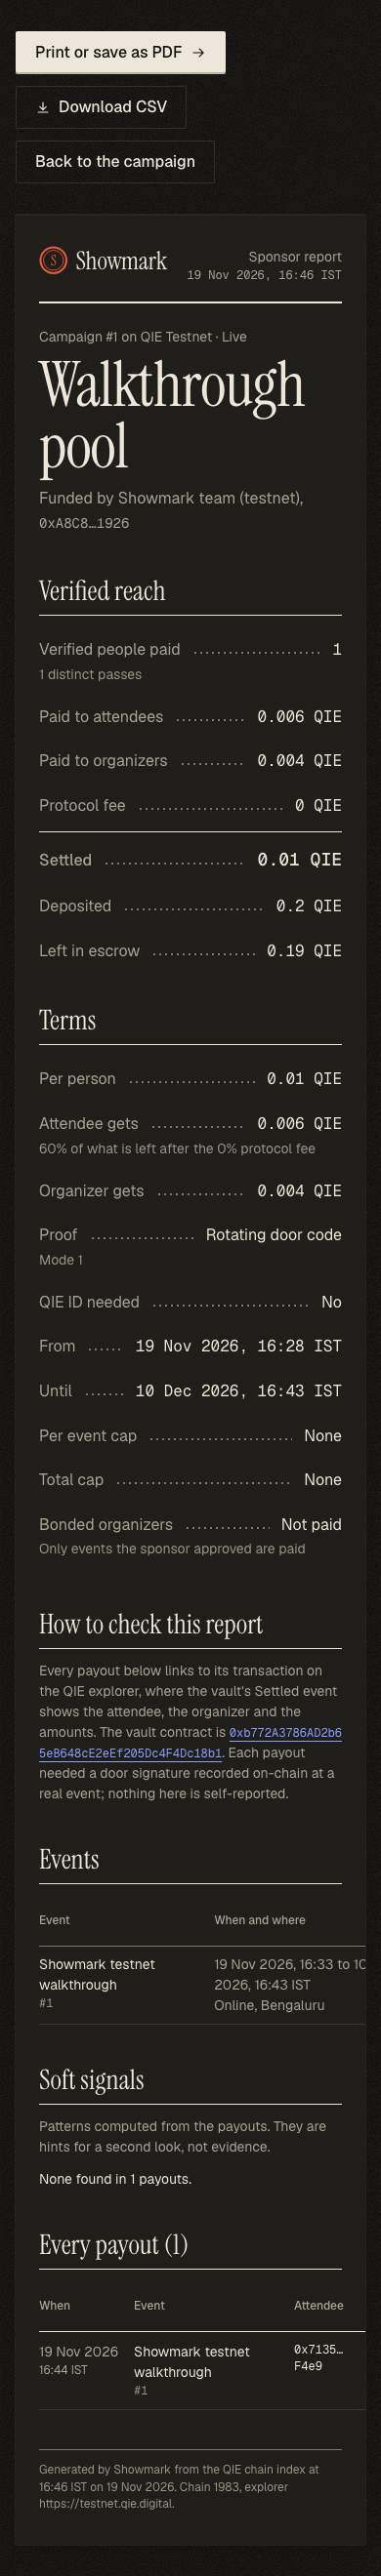 Print or save as PDF →
Download CSV
Back to the campaign
S Showmark
Sponsor report
19 Nov 2026, 16:46 IST
Campaign #1 on QIE Testnet · Live
Walkthrough
pool
Funded by Showmark team (testnet),
0xA8C8…1926
Verified reach
Verified people paid 1
1 distinct passes
Paid to attendees 0.006 QIE
Paid to organizers 0.004 QIE
Protocol fee 0 QIE
Settled 0.01 QIE
Deposited 0.2 QIE
Left in escrow 0.19 QIE
Terms
Per person 0.01 QIE
Attendee gets 0.006 QIE
60% of what is left after the 0% protocol fee
Organizer gets 0.004 QIE
Proof Rotating door code
Mode 1
QIE ID needed No
From 19 Nov 2026, 16:28 IST
Until 10 Dec 2026, 16:43 IST
Per event cap None
Total cap None
Bonded organizers Not paid
Only events the sponsor approved are paid
How to check this report
Every payout below links to its transaction on
the QIE explorer, where the vault's Settled event
shows the attendee, the organizer and the
amounts. The vault contract is 0xb772A3786AD2b6
5eB648cE2eEf205Dc4F4Dc18b1. Each payout
needed a door signature recorded on-chain at a
real event; nothing here is self-reported.
Events
Event When and where
Showmark testnet 19 Nov 2026, 16:33 to 10
walkthrough 2026, 16:43 IST
#1 Online, Bengaluru
Soft signals
Patterns computed from the payouts. They are
hints for a second look, not evidence.
None found in 1 payouts.
Every payout (1)
When Event Attendee
19 Nov 2026 Showmark testnet 0x7135…
16:44 IST walkthrough F4e9
#1
Generated by Showmark from the QIE chain index at
16:46 IST on 19 Nov 2026. Chain 1983, explorer
https://testnet.qie.digital.